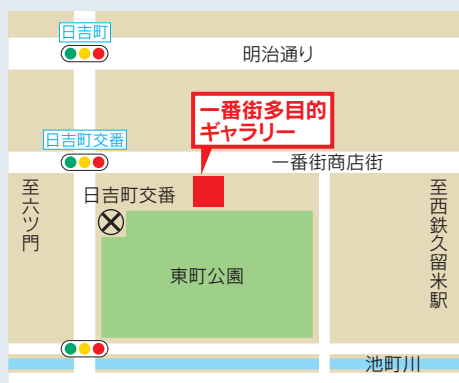 日吉町
明治通り
一番街多目的
ギャラリー
日吉町交番
一番街商店街
至六ツ門
日吉町交番
至西鉄久留米駅
東町公園
池町川